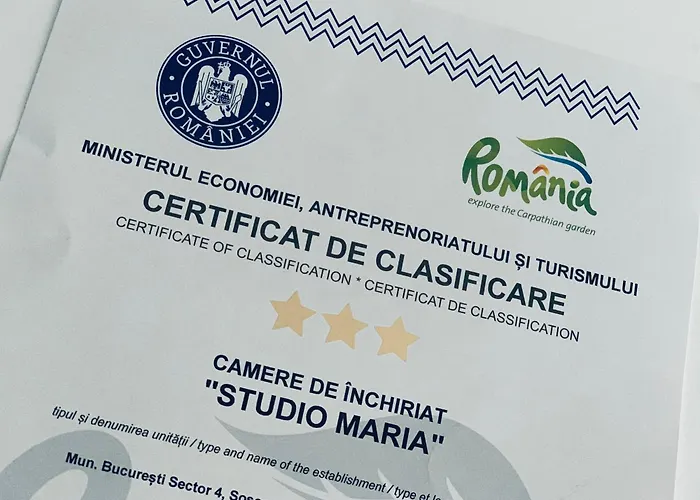 GUVERNUL ROMÂNIEI
România
explore the Carpathian garden
MINISTERUL ECONOMIEI, ANTREPRENORIATULUI ȘI TURISMULUI
CERTIFICAT DE CLASIFICARE
CERTIFICATE OF CLASSIFICATION * CERTIFICAT DE CLASSIFICATION
CAMERE DE ÎNCHIRIAT
"STUDIO MARIA"
tipul și denumirea unității / type and name of the establishment / type et
Mun. București Sector 4,